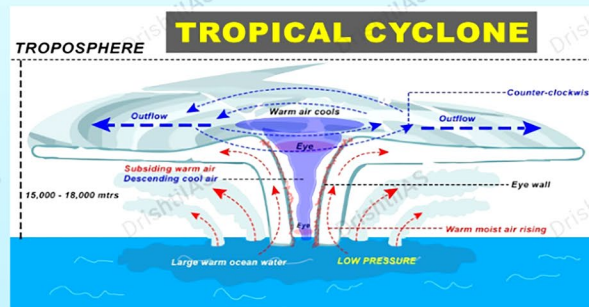 TROPICAL CYCLONE
TROPOSPHERE
Counter-clockwis
Warm air cools
Outflow
Outflow
Eye
Subsiding warm air
Descending cool air
Eye wall
15,000 - 18,000 mtrs
Eye
Warm moist air rising
Large warm ocean water
LOW PRESSURE
DrishtiIAS